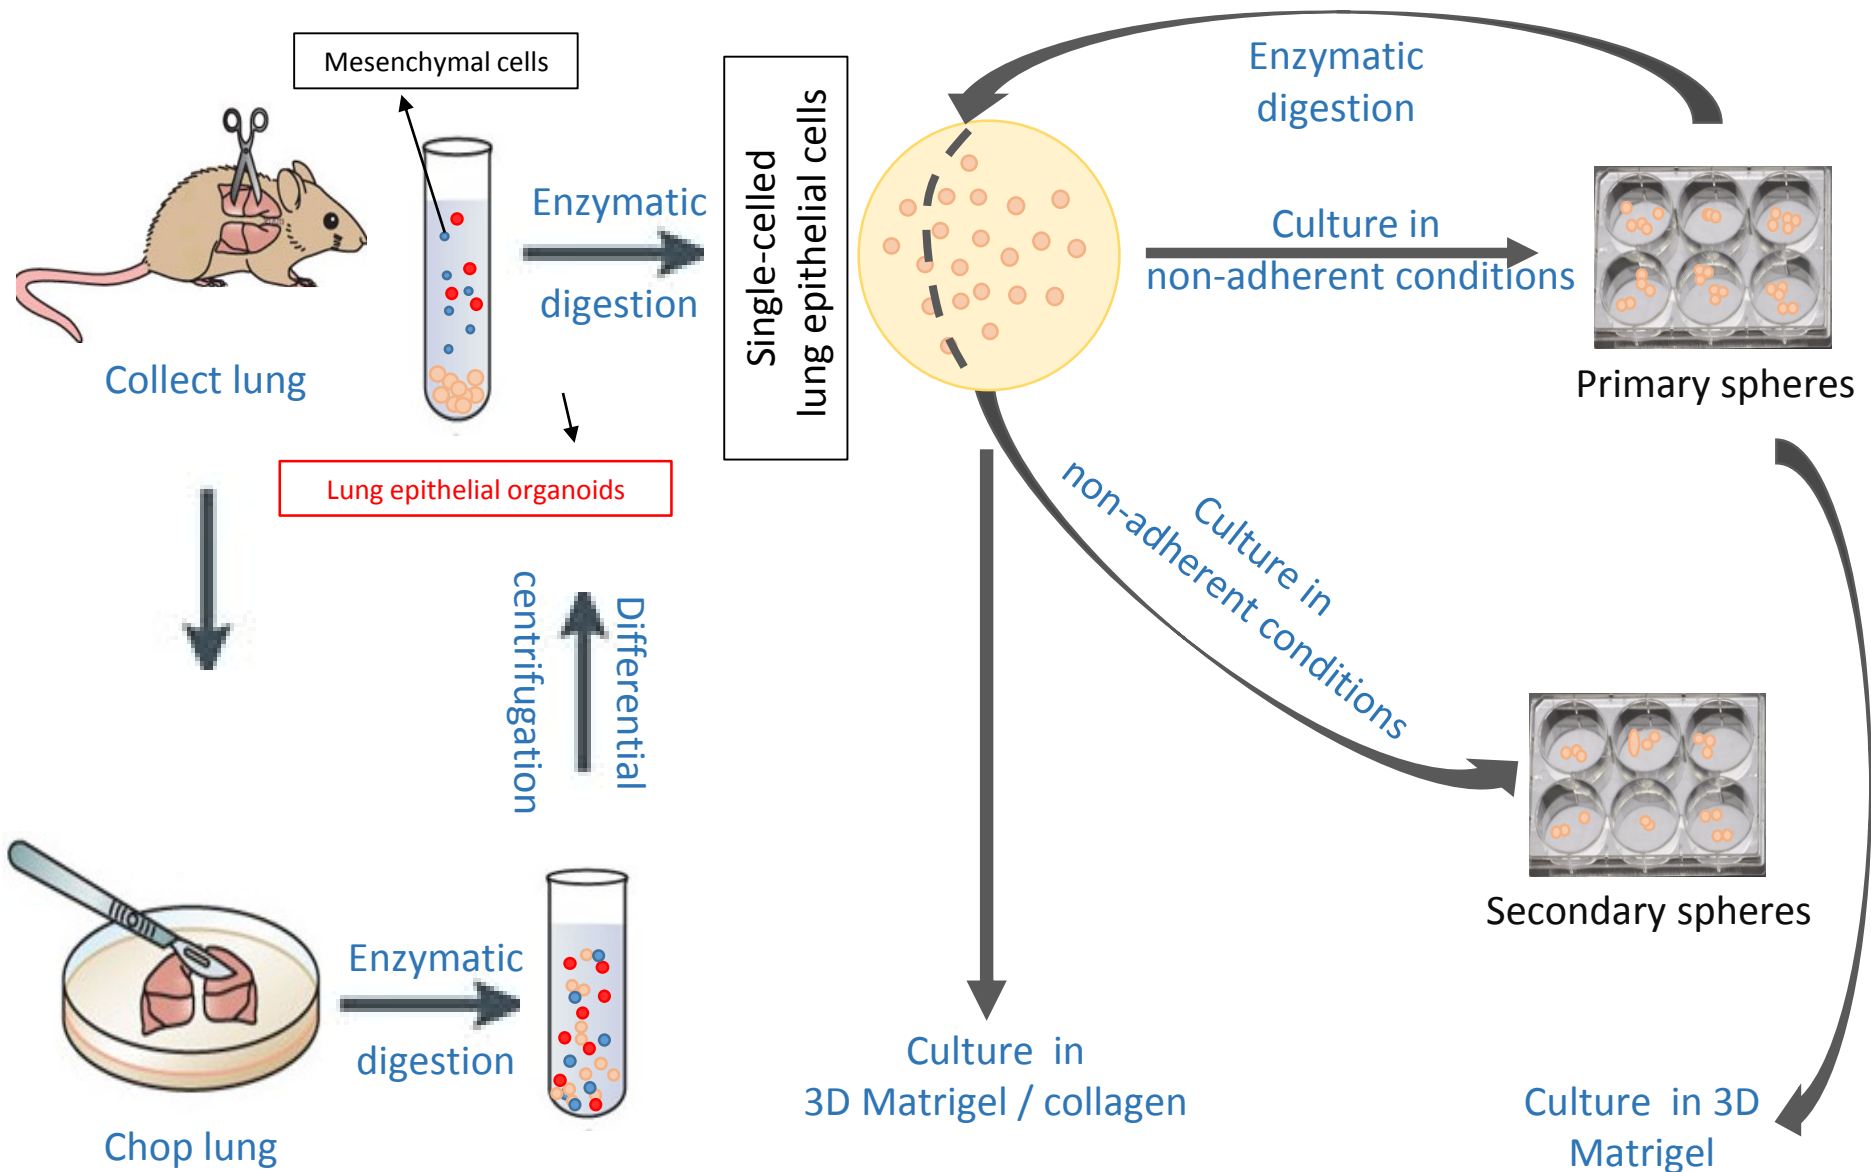 Mesenchymal cells
Collect lung
Enzymatic
digestion
Lung epithelial organoids
Single-celled
lung epithelial cells
Enzymatic
digestion
Culture in
non-adherent conditions
Primary spheres
Differential
centrifugation
Culture in
non-adherent conditions
Secondary spheres
Chop lung
Enzymatic
digestion
Culture in
3D Matrigel / collagen
Culture in 3D
Matrigel